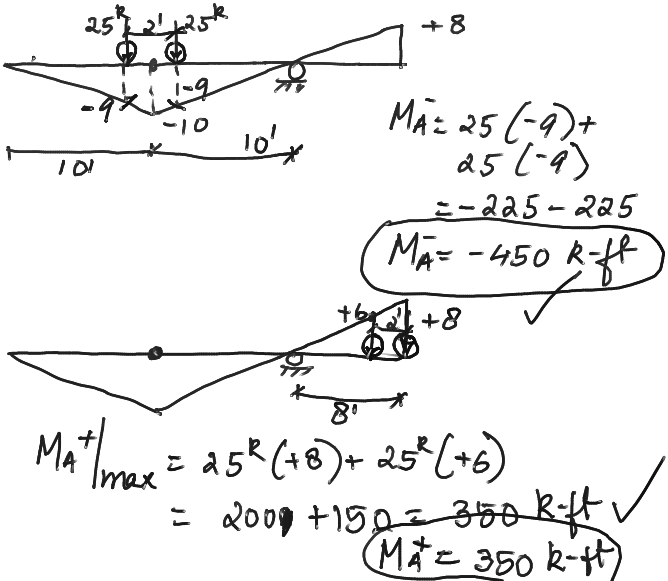 25ᵏ 2' 25ᵏ
+8
-9 -9
-10
10' 10'
M_A⁻ = 25 (-9) +
25 (-9)
= -225 - 225
M_A⁻ = -450 k-ft
+6 2' +8
8'
M_A⁺/max = 25ᵏ (+8) + 25ᵏ (+6)
= 200 + 150 = 350 k-ft
M_A⁺ = 350 k-ft